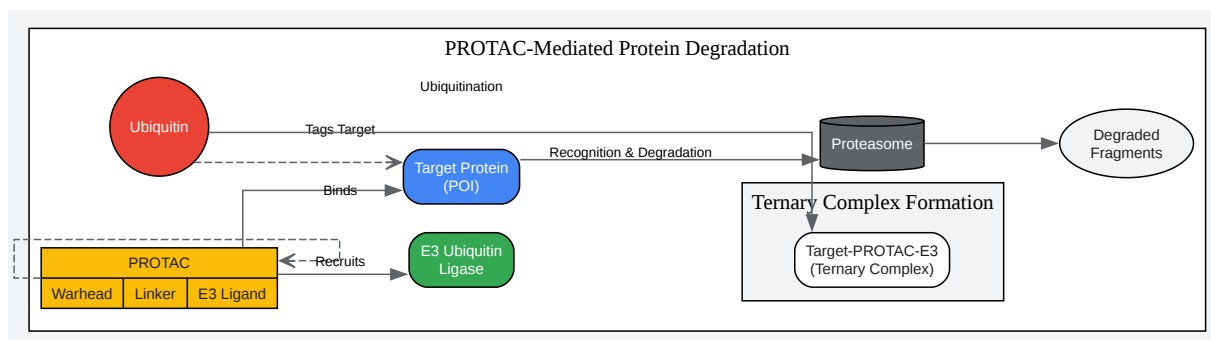 PROTAC-Mediated Protein Degradation
Ubiquitination
Ubiquitin
Tags Target
Proteasome
Degraded
Fragments
Recognition & Degradation
Target Protein
(POI)
Binds
Ternary Complex Formation
E3 Ubiquitin
Ligase
Target-PROTAC-E3
(Ternary Complex)
PROTAC
Recruits
Warhead
Linker
E3 Ligand